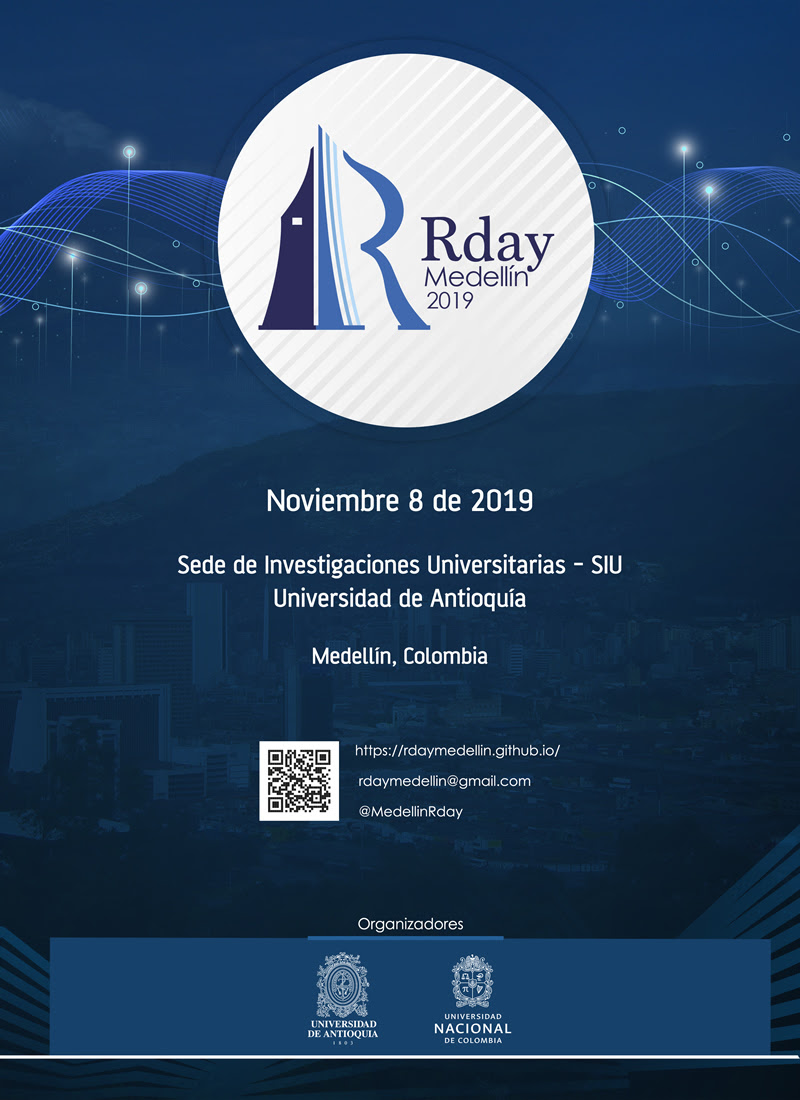 Rday
Medellín
2019
Noviembre 8 de 2019
Sede de Investigaciones Universitarias - SIU
Universidad de Antioquía
Medellín, Colombia
https://rdaymedellin.github.io/
rdaymedellin@gmail.com
@MedellinRday
Organizadores
UNIVERSIDAD
DE ANTIOQUIA
1803
UNIVERSIDAD
NACIONAL
DE COLOMBIA